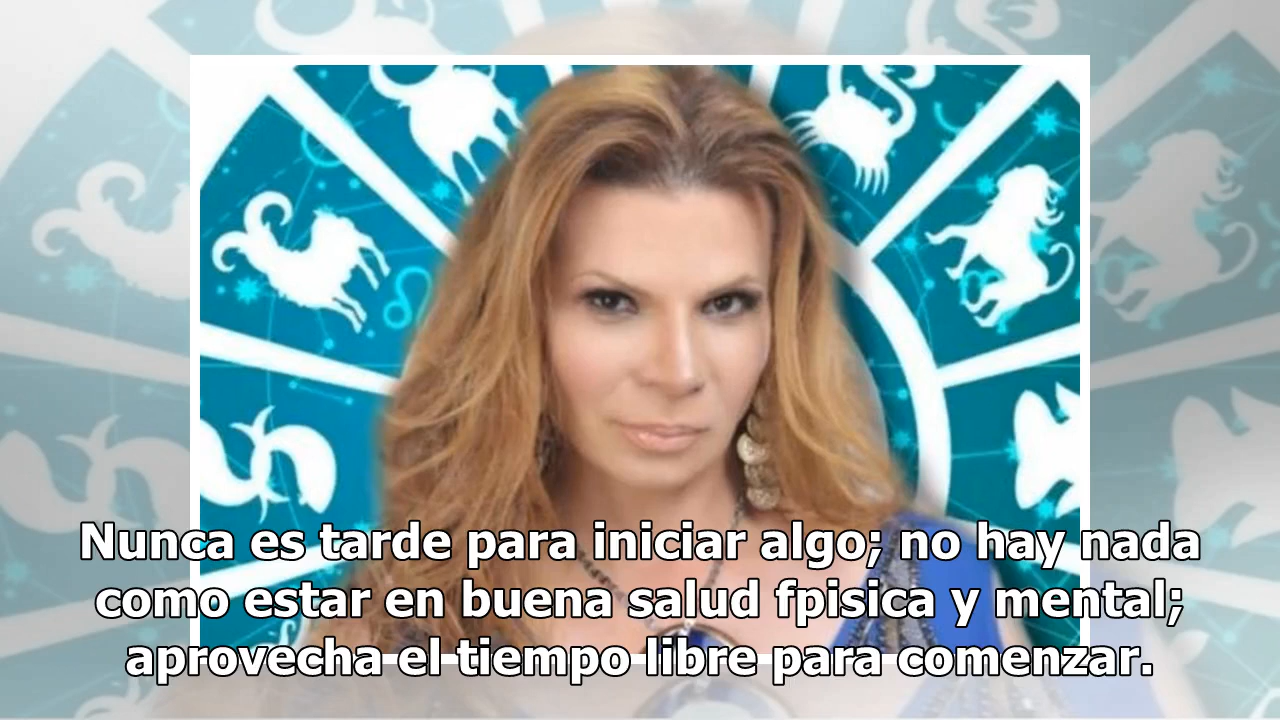 Nunca es tarde para iniciar algo; no hay nada
como estar en buena salud fpisica y mental;
aprovecha el tiempo libre para comenzar.